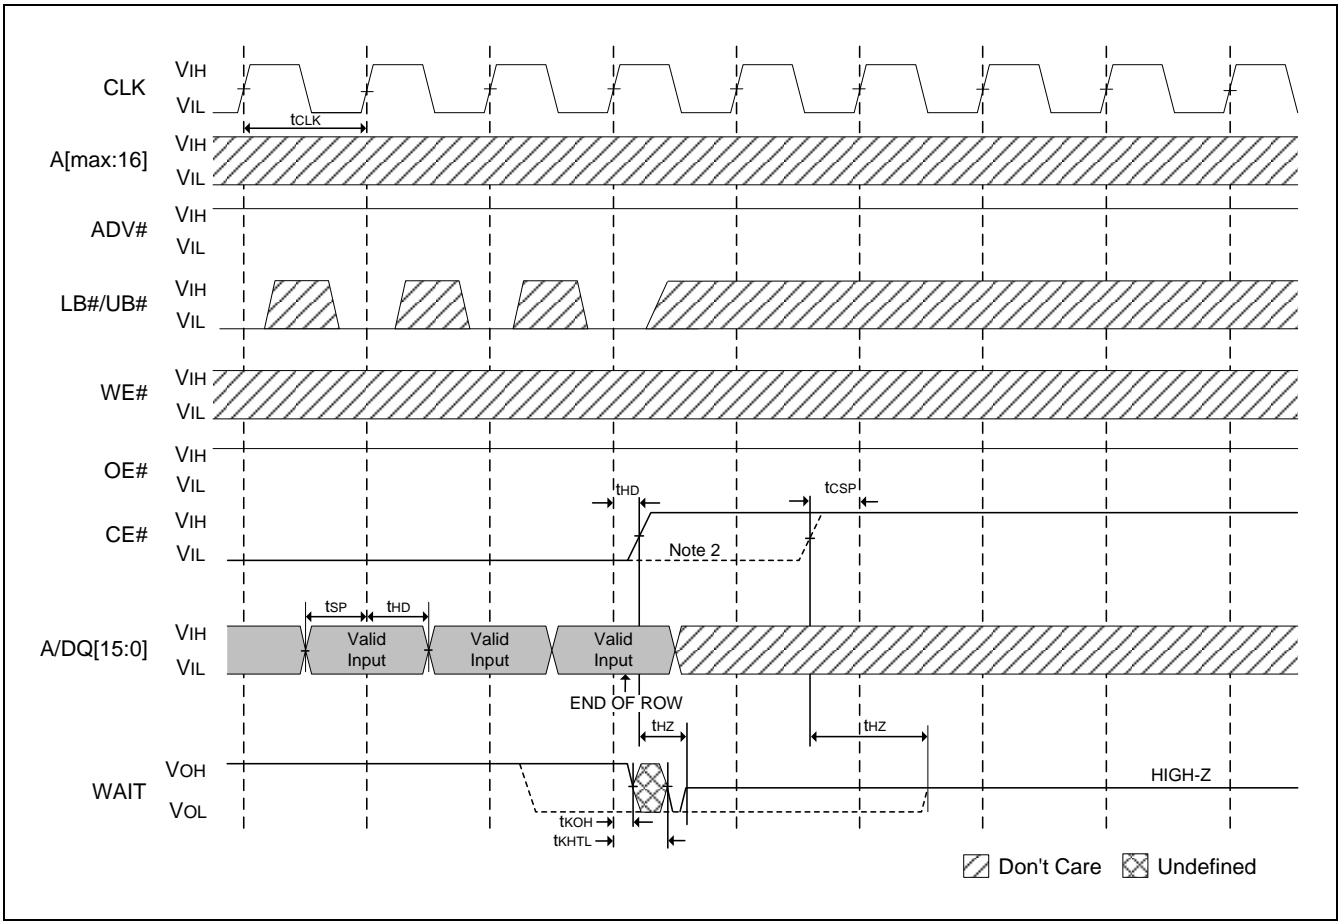 CLK
VIH
VIL
tCLK
A[max:16]
VIH
VIL
ADV#
VIH
VIL
LB#/UB#
VIH
VIL
WE#
VIH
VIL
OE#
VIH
VIL
tHD
tCSP
CE#
VIH
VIL
Note 2
tSP
tHD
A/DQ[15:0]
VIH
VIL
Valid
Input
Valid
Input
Valid
Input
END OF ROW
tHZ
tHZ
WAIT
VOH
VOL
HIGH-Z
tKOH
tKHTL
Don't Care
Undefined